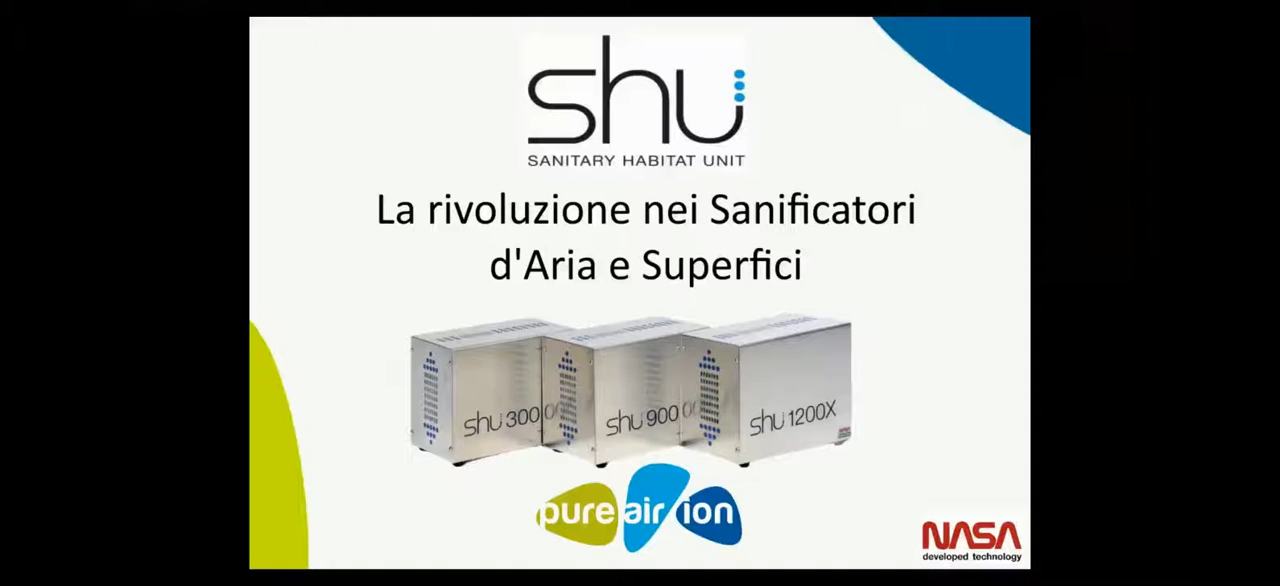 shu
SANITARY HABITAT UNIT
La rivoluzione nei Sanificatori
d'Aria e Superfici
shu 300
shu 900
shu 1200X
pure air ion
NASA
developed technology